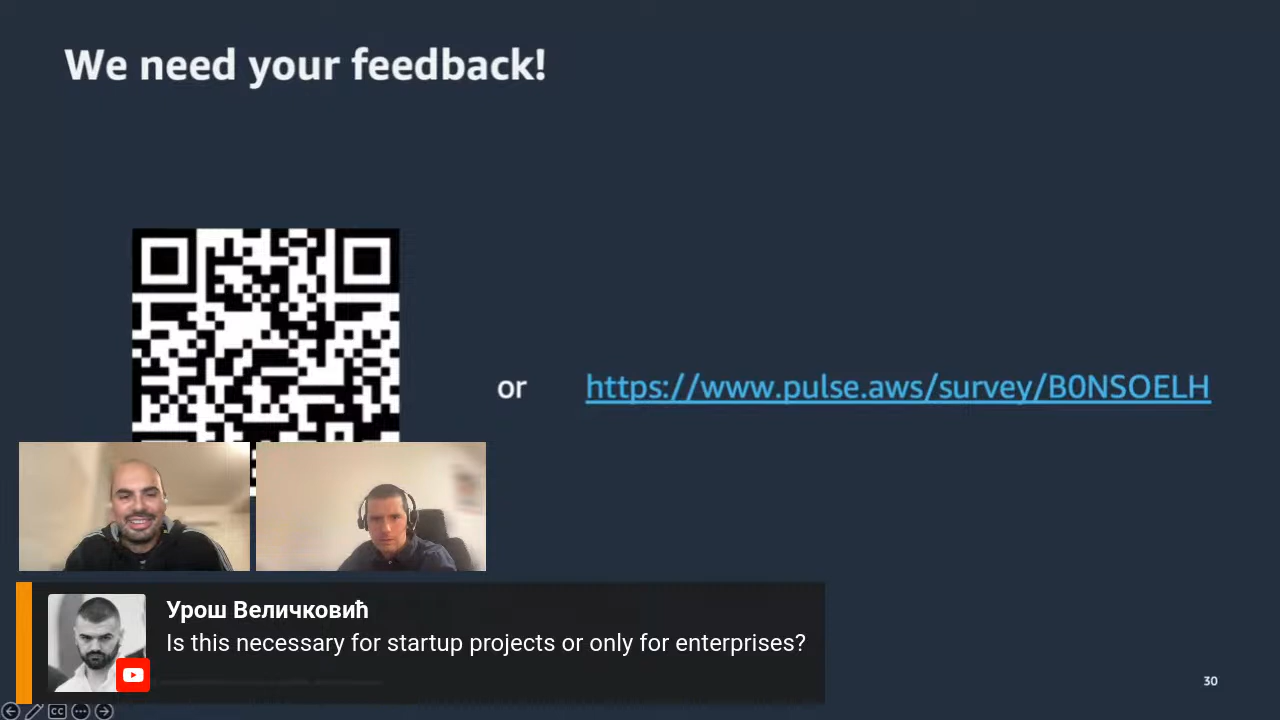 We need your feedback!
or
https://www.pulse.aws/survey/B0NSOELH
Урош Величковић
Is this necessary for startup projects or only for enterprises?
30
CC